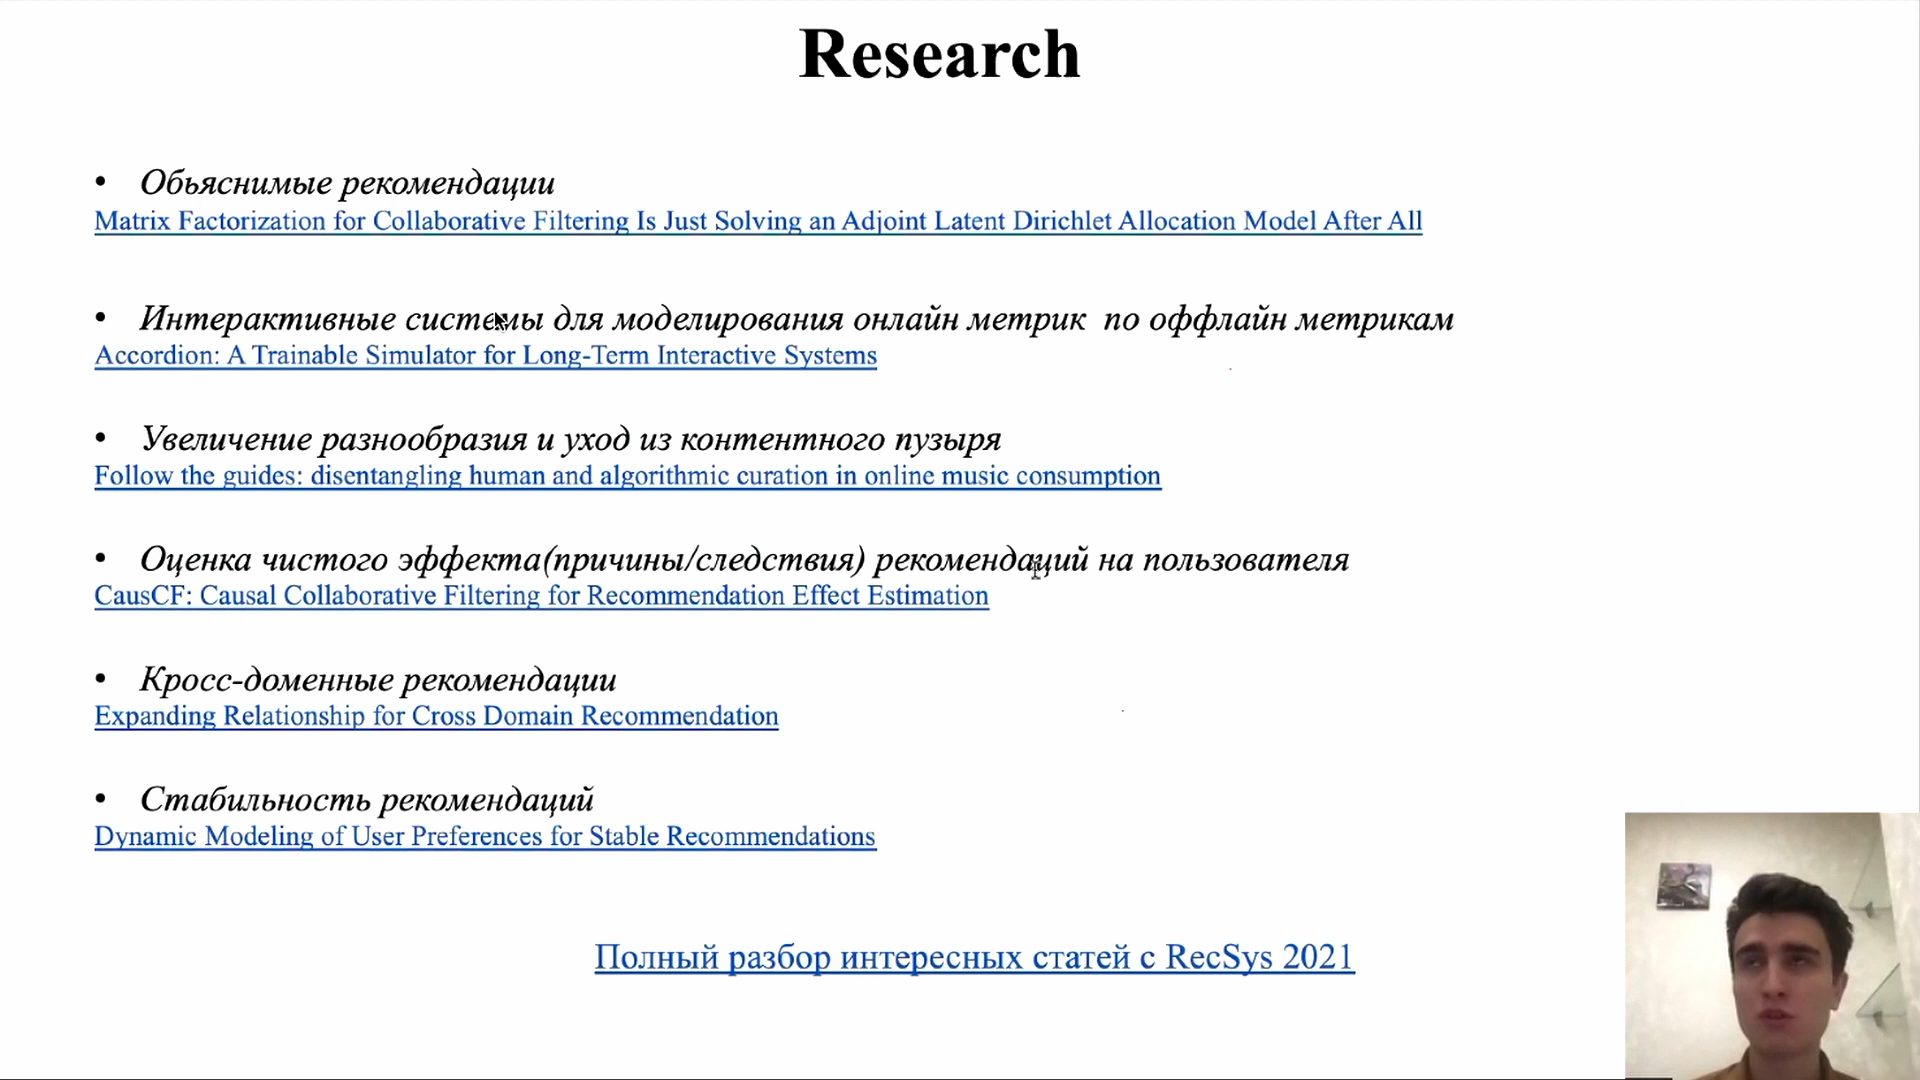 Research
• Обьяснимые рекомендации
Matrix Factorization for Collaborative Filtering Is Just Solving an Adjoint Latent Dirichlet Allocation Model After All
• Интерактивные системы для моделирования онлайн метрик по оффлайн метрикам
Accordion: A Trainable Simulator for Long-Term Interactive Systems
• Увеличение разнообразия и уход из контентного пузыря
Follow the guides: disentangling human and algorithmic curation in online music consumption
• Оценка чистого эффекта(причины/следствия) рекомендаций на пользователя
CausCF: Causal Collaborative Filtering for Recommendation Effect Estimation
• Кросс-доменные рекомендации
Expanding Relationship for Cross Domain Recommendation
• Стабильность рекомендаций
Dynamic Modeling of User Preferences for Stable Recommendations
Полный разбор интересных статей с RecSys 2021